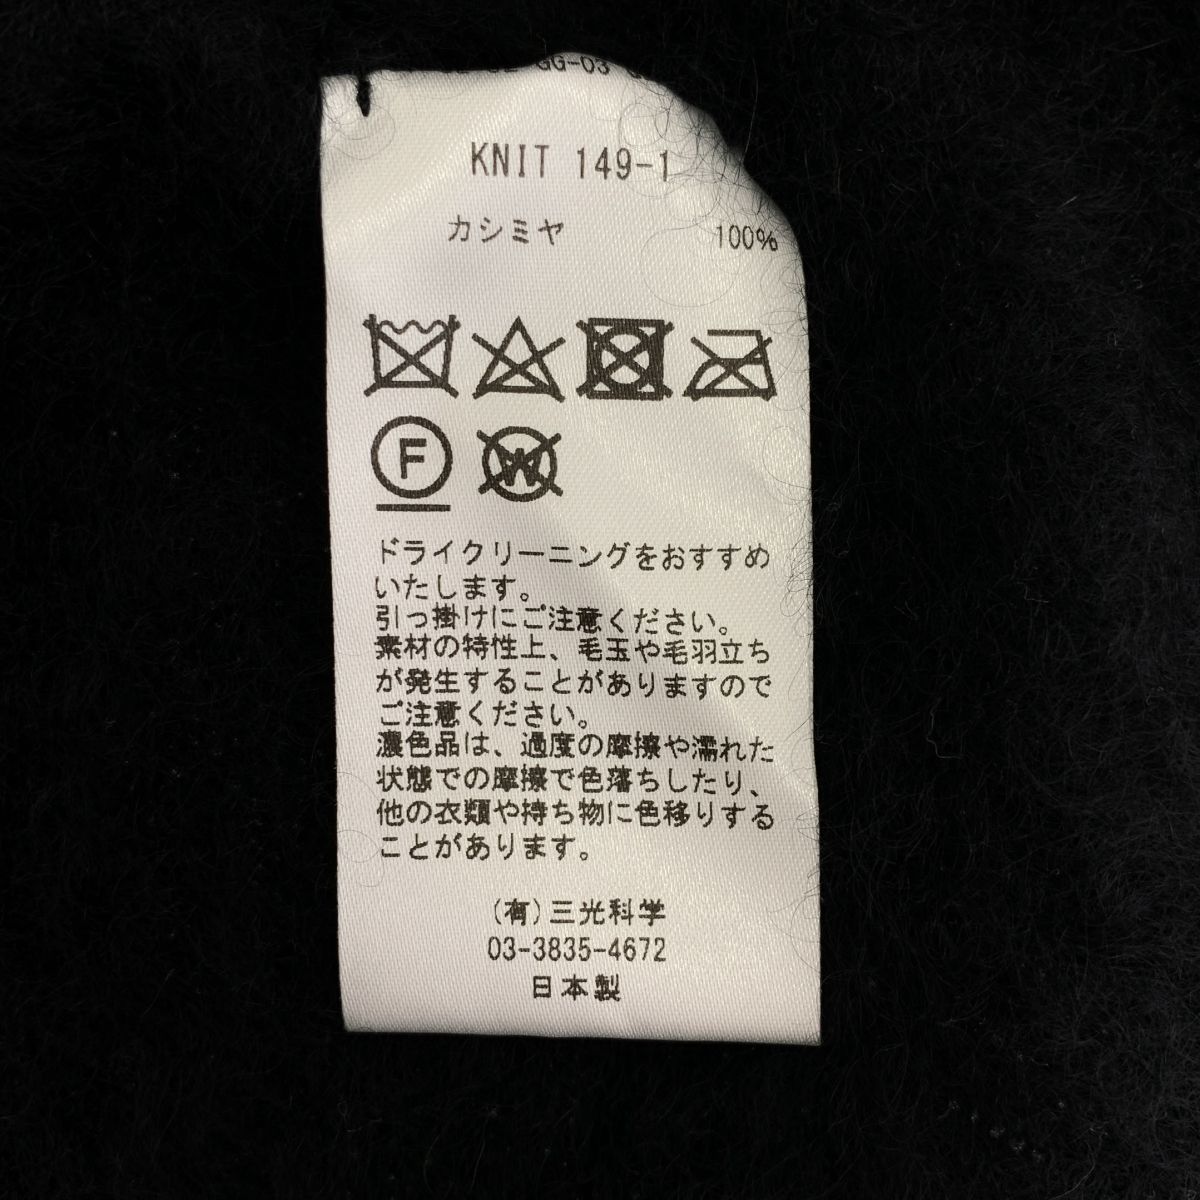 GG-03
KNIT 149-1
カシミヤ 100%
F
W
ドライクリーニングをおすすめ
いたします。
引っ掛けにご注意ください。
素材の特性上、毛玉や毛羽立ち
が発生することがありますので
ご注意ください。
濃色品は、過度の摩擦や濡れた
状態での摩擦で色落ちしたり、
他の衣類や持ち物に色移りする
ことがあります。
(有)三光科学
03-3835-4672
日本製